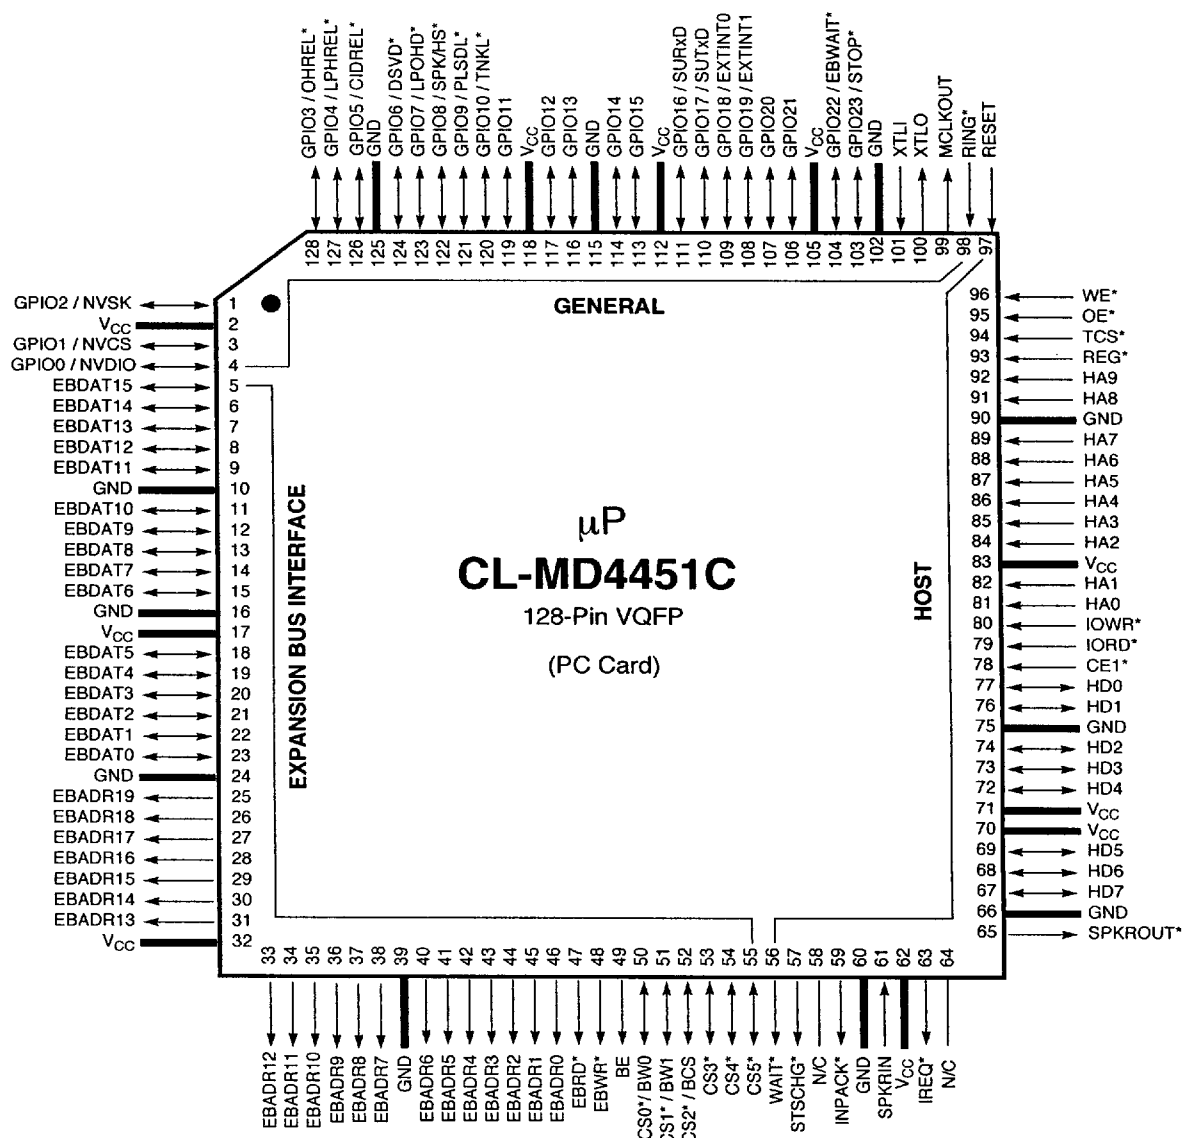 GPIO3 / OHREL*
GPIO4 / LPHREL*
GPIO5 / CIDREL*
GND
GPIO6 / DSVD*
GPIO7 / LPOHD*
GPIO8 / SPK/HS*
GPIO9 / PLSDL*
GPIO10 / TNKL*
GPIO11
VCC
GPIO12
GPIO13
GND
GPIO14
GPIO15
VCC
GPIO16 / SURxD
GPIO17 / SUTxD
GPIO18 / EXTINT0
GPIO19 / EXTINT1
GPIO20
GPIO21
VCC
GPIO22 / EBWAIT*
GPIO23 / STOP*
GND
XTLI
XTLO
MCLKOUT
RING*
RESET
128
127
126
125
124
123
122
121
120
119
118
117
116
115
114
113
112
111
110
109
108
107
106
105
104
103
102
101
100
99
98
97
GPIO2 / NVSK 1
VCC 2
GPIO1 / NVCS 3
GPIO0 / NVDIO 4
EBDAT15 5
EBDAT14 6
EBDAT13 7
EBDAT12 8
EBDAT11 9
GND 10
EBDAT10 11
EBDAT9 12
EBDAT8 13
EBDAT7 14
EBDAT6 15
GND 16
VCC 17
EBDAT5 18
EBDAT4 19
EBDAT3 20
EBDAT2 21
EBDAT1 22
EBDAT0 23
GND 24
EBADR19 25
EBADR18 26
EBADR17 27
EBADR16 28
EBADR15 29
EBADR14 30
EBADR13 31
VCC 32
GENERAL
EXPANSION BUS INTERFACE
µP
CL-MD4451C
128-Pin VQFP
(PC Card)
HOST
96 WE*
95 OE*
94 TCS*
93 REG*
92 HA9
91 HA8
90 GND
89 HA7
88 HA6
87 HA5
86 HA4
85 HA3
84 HA2
83 VCC
82 HA1
81 HA0
80 IOWR*
79 IORD*
78 CE1*
77 HD0
76 HD1
75 GND
74 HD2
73 HD3
72 HD4
71 VCC
70 VCC
69 HD5
68 HD6
67 HD7
66 GND
65 SPKROUT*
33
34
35
36
37
38
39
40
41
42
43
44
45
46
47
48
49
50
51
52
53
54
55
56
57
58
59
60
61
62
63
64
EBADR12
EBADR11
EBADR10
EBADR9
EBADR8
EBADR7
GND
EBADR6
EBADR5
EBADR4
EBADR3
EBADR2
EBADR1
EBADR0
EBRD*
EBWR*
BE
CS0* / BW0
CS1* / BW1
CS2* / BCS
CS3*
CS4*
CS5*
WAIT*
STSCHG*
N/C
INPACK*
GND
SPKRIN
VCC
IREQ*
N/C